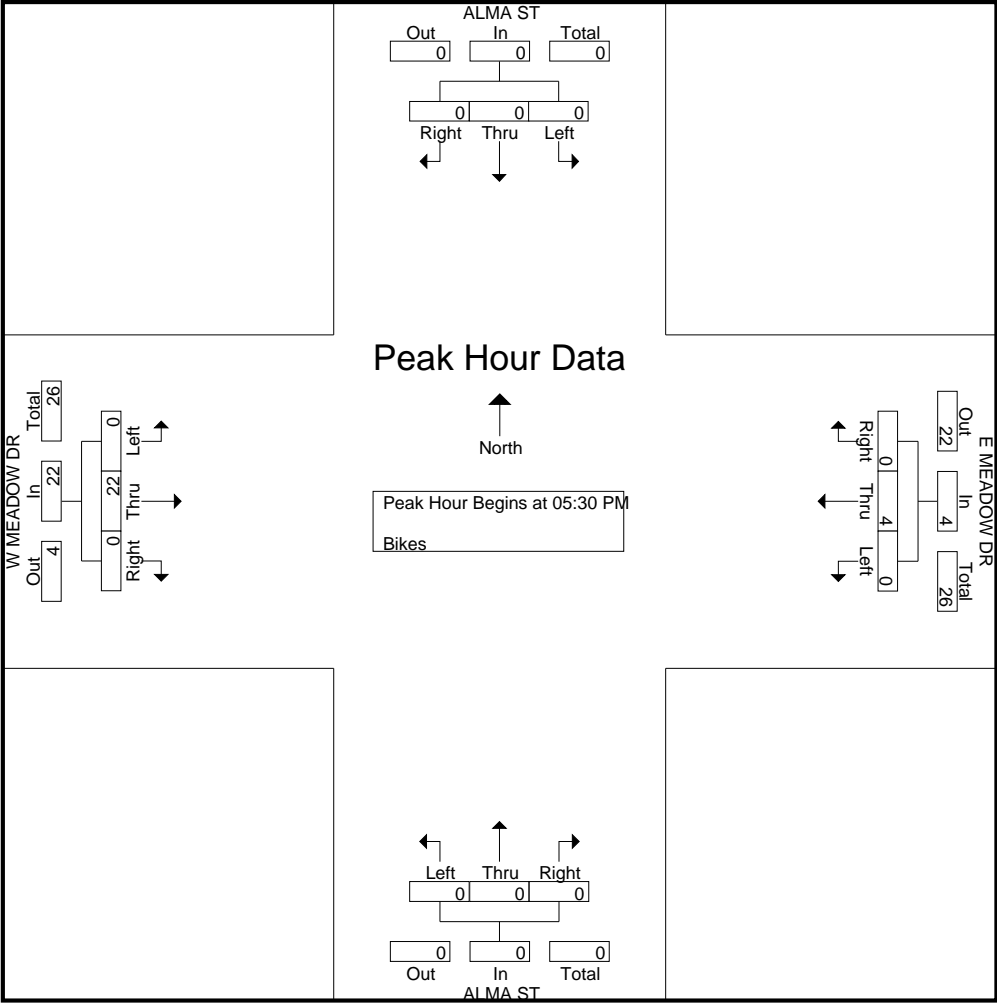 ALMA ST
Out In Total
0 0 0
0 0 0
Right Thru Left
Peak Hour Data
North
Peak Hour Begins at 05:30 PM
Bikes
W MEADOW DR
Out In Total
4 22 26
0 22 0
Left Thru Right
E MEADOW DR
Out In Total
22 4 26
0 4 0
Right Thru Left
Left Thru Right
0 0 0
0 0 0
Out In Total
ALMA ST